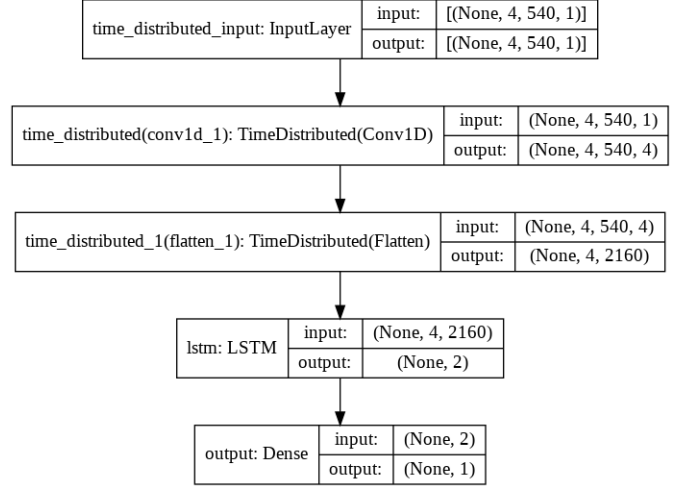 time_distributed_input: InputLayer
input: [(None, 4, 540, 1)]
output: [(None, 4, 540, 1)]
time_distributed(conv1d_1): TimeDistributed(Conv1D)
input: (None, 4, 540, 1)
output: (None, 4, 540, 4)
time_distributed_1(flatten_1): TimeDistributed(Flatten)
input: (None, 4, 540, 4)
output: (None, 4, 2160)
lstm: LSTM
input: (None, 4, 2160)
output: (None, 2)
output: Dense
input: (None, 2)
output: (None, 1)